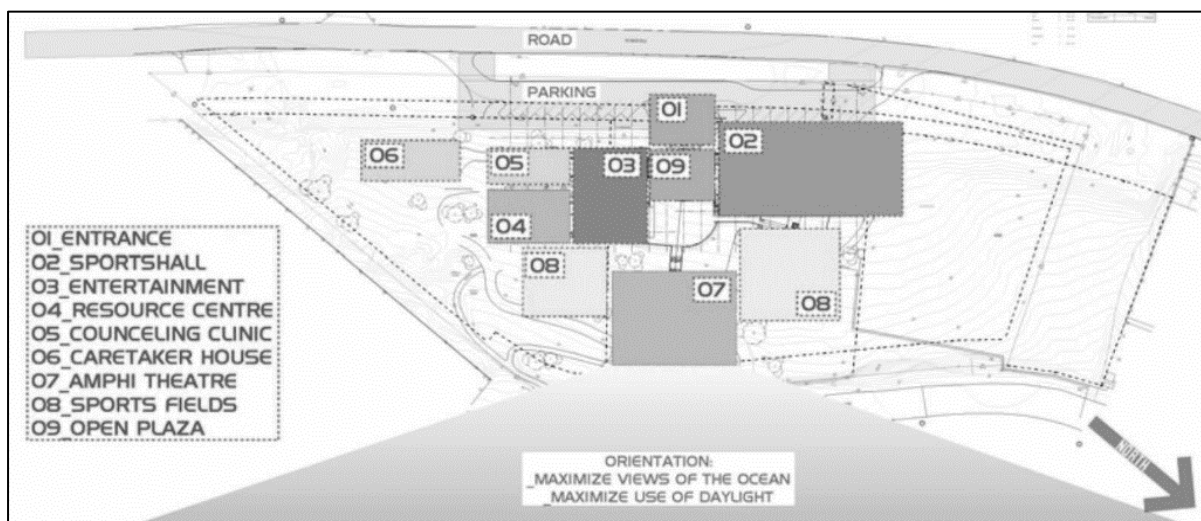 ROAD
PARKING
01
02
03
09
05
06
04
08
07
08
01_ENTRANCE
02_SPORTSHALL
03_ENTERTAINMENT
04_RESOURCE CENTRE
05_COUNCELING CLINIC
06_CARETAKER HOUSE
07_AMPHI THEATRE
08_SPORTS FIELDS
09_OPEN PLAZA
NORTH
ORIENTATION:
_MAXIMIZE VIEWS OF THE OCEAN
_MAXIMIZE USE OF DAYLIGHT